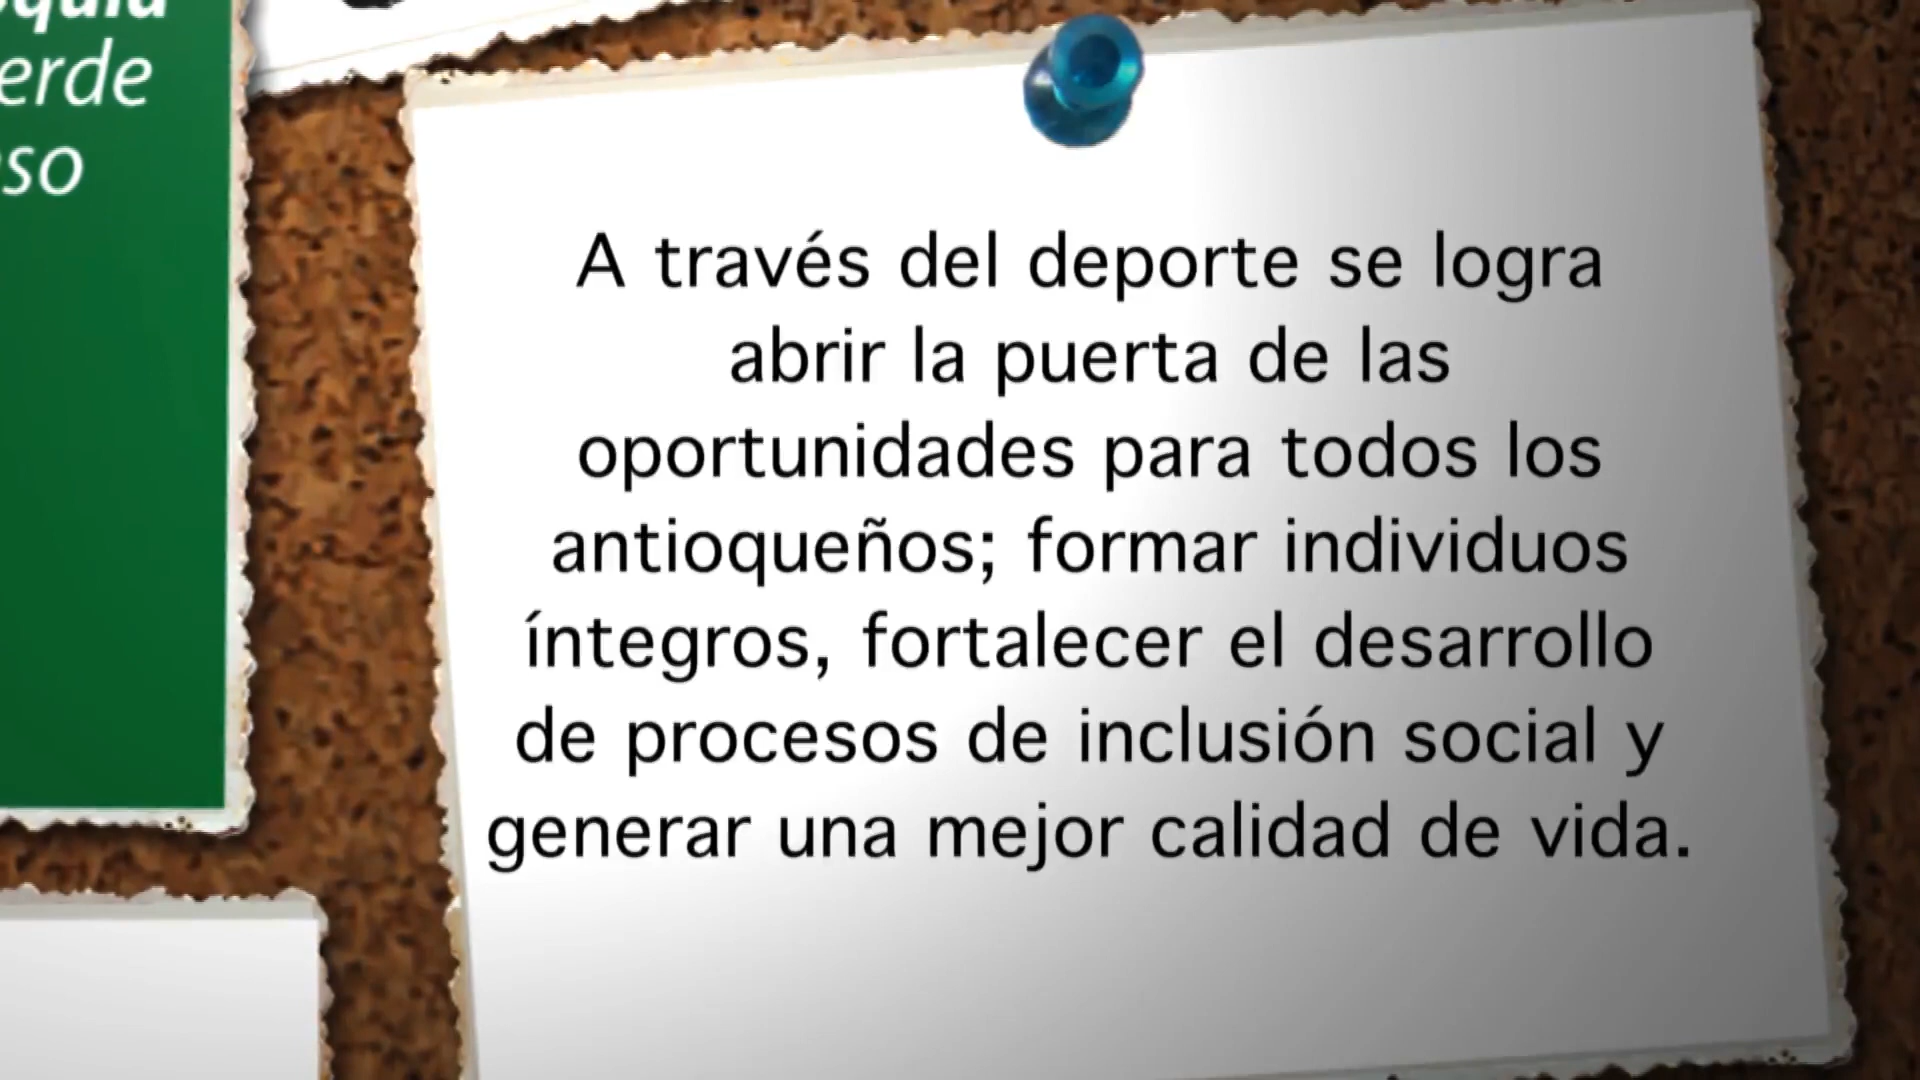 erde
A través del deporte se logra
abrir la puerta de las
oportunidades para todos los
antioqueños; formar individuos
íntegros, fortalecer el desarrollo
de procesos de inclusión social y
generar una mejor calidad de vida.